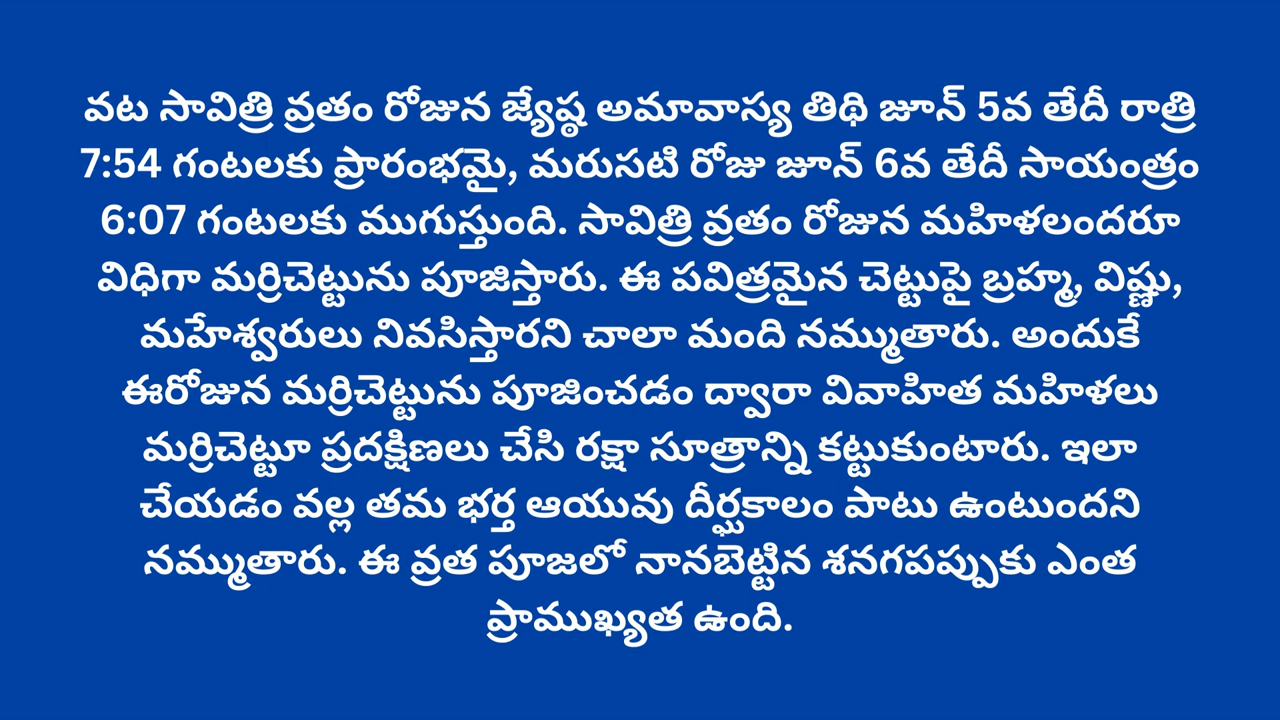 వట సావిత్రి వ్రతం రోజున జ్యేష్ఠ అమావాస్య తిథి జూన్ 5వ తేదీ రాత్రి
7:54 గంటలకు ప్రారంభమై, మరుసటి రోజు జూన్ 6వ తేదీ సాయంత్రం
6:07 గంటలకు ముగుస్తుంది. సావిత్రి వ్రతం రోజున మహిళలందరూ
విధిగా మర్రిచెట్టును పూజిస్తారు. ఈ పవిత్రమైన చెట్టుపై బ్రహ్మ, విష్ణు,
మహేశ్వరులు నివసిస్తారని చాలా మంది నమ్ముతారు. అందుకే
ఈరోజున మర్రిచెట్టును పూజించడం ద్వారా వివాహిత మహిళలు
మర్రిచెట్టూ ప్రదక్షిణలు చేసి రక్షా సూత్రాన్ని కట్టుకుంటారు. ఇలా
చేయడం వల్ల తమ భర్త ఆయువు దీర్ఘకాలం పాటు ఉంటుందని
నమ్ముతారు. ఈ వ్రత పూజలో నానబెట్టిన శనగపప్పుకు ఎంత
ప్రాముఖ్యత ఉంది.